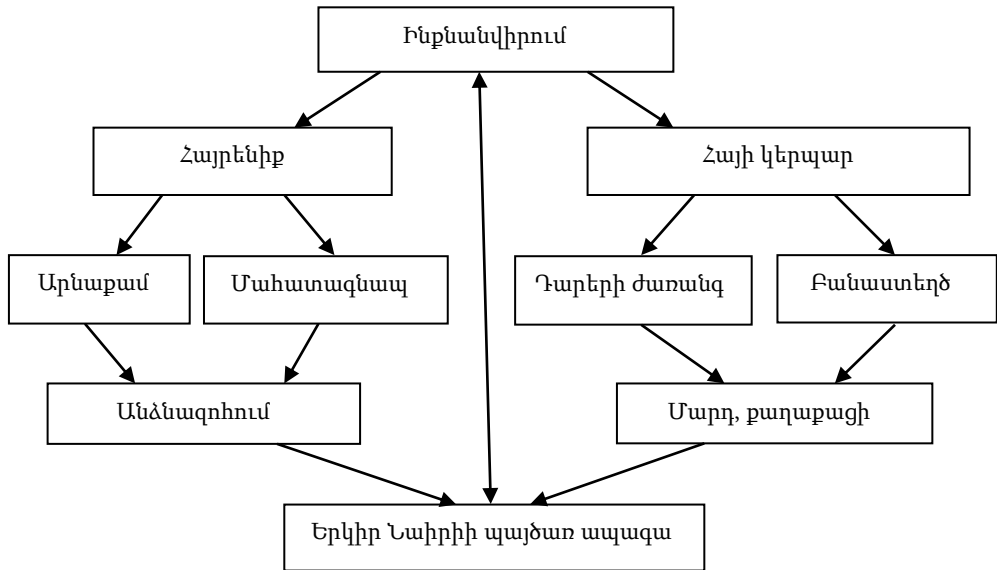 Ինքնանվիրում
Հայրենիք
Հայի կերպար
Արնաքամ
Մահատագնապ
Դարերի ժառանգ
Բանաստեղծ
Անձնազոհում
Մարդ, քաղաքացի
Երկիր Նաիրիի պայծառ ապագա